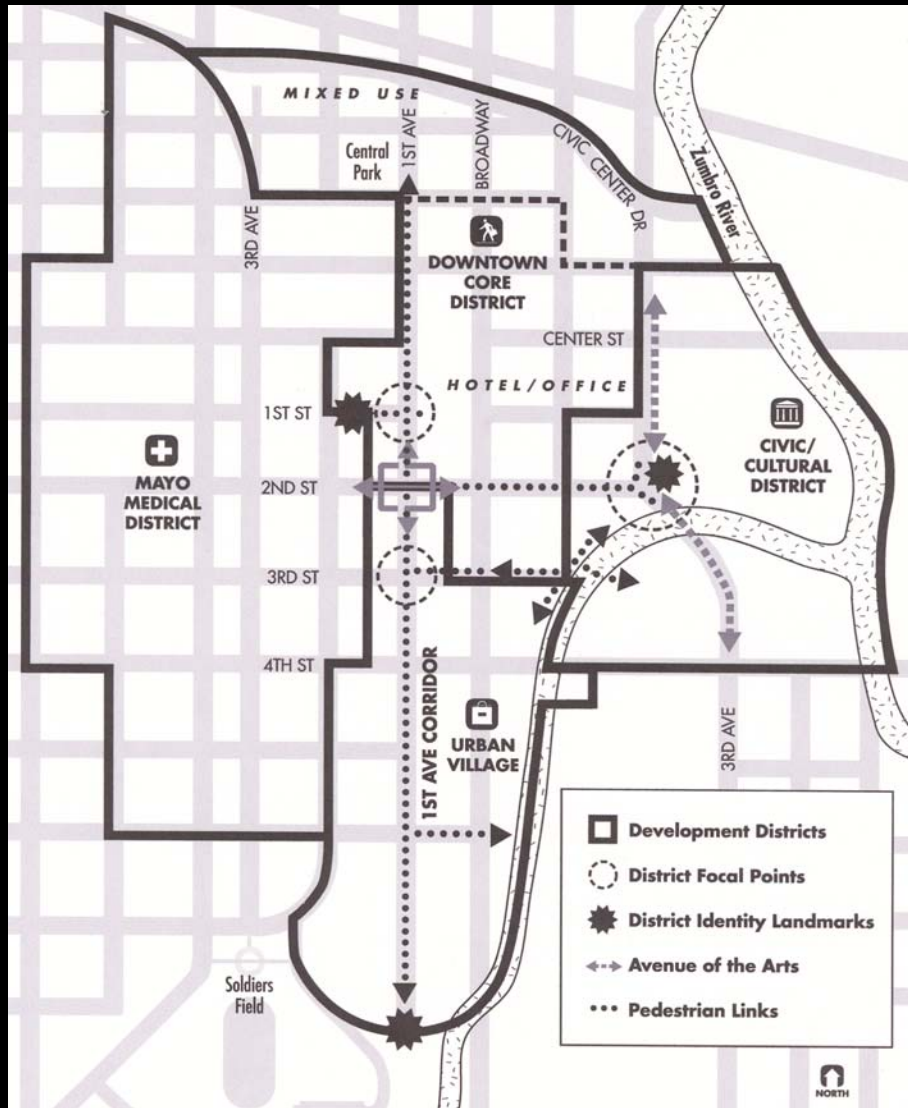 MIXED USE
Central
Park
1ST AVE
BROADWAY
CIVIC CENTER DR
Zumbro River
3RD AVE
DOWNTOWN
CORE
DISTRICT
CENTER ST
HOTEL/OFFICE
1ST ST
MAYO
MEDICAL
DISTRICT
2ND ST
CIVIC/
CULTURAL
DISTRICT
3RD ST
4TH ST
1ST AVE CORRIDOR
URBAN
VILLAGE
3RD AVE
Soldiers
Field
Development Districts
District Focal Points
District Identity Landmarks
Avenue of the Arts
Pedestrian Links
NORTH